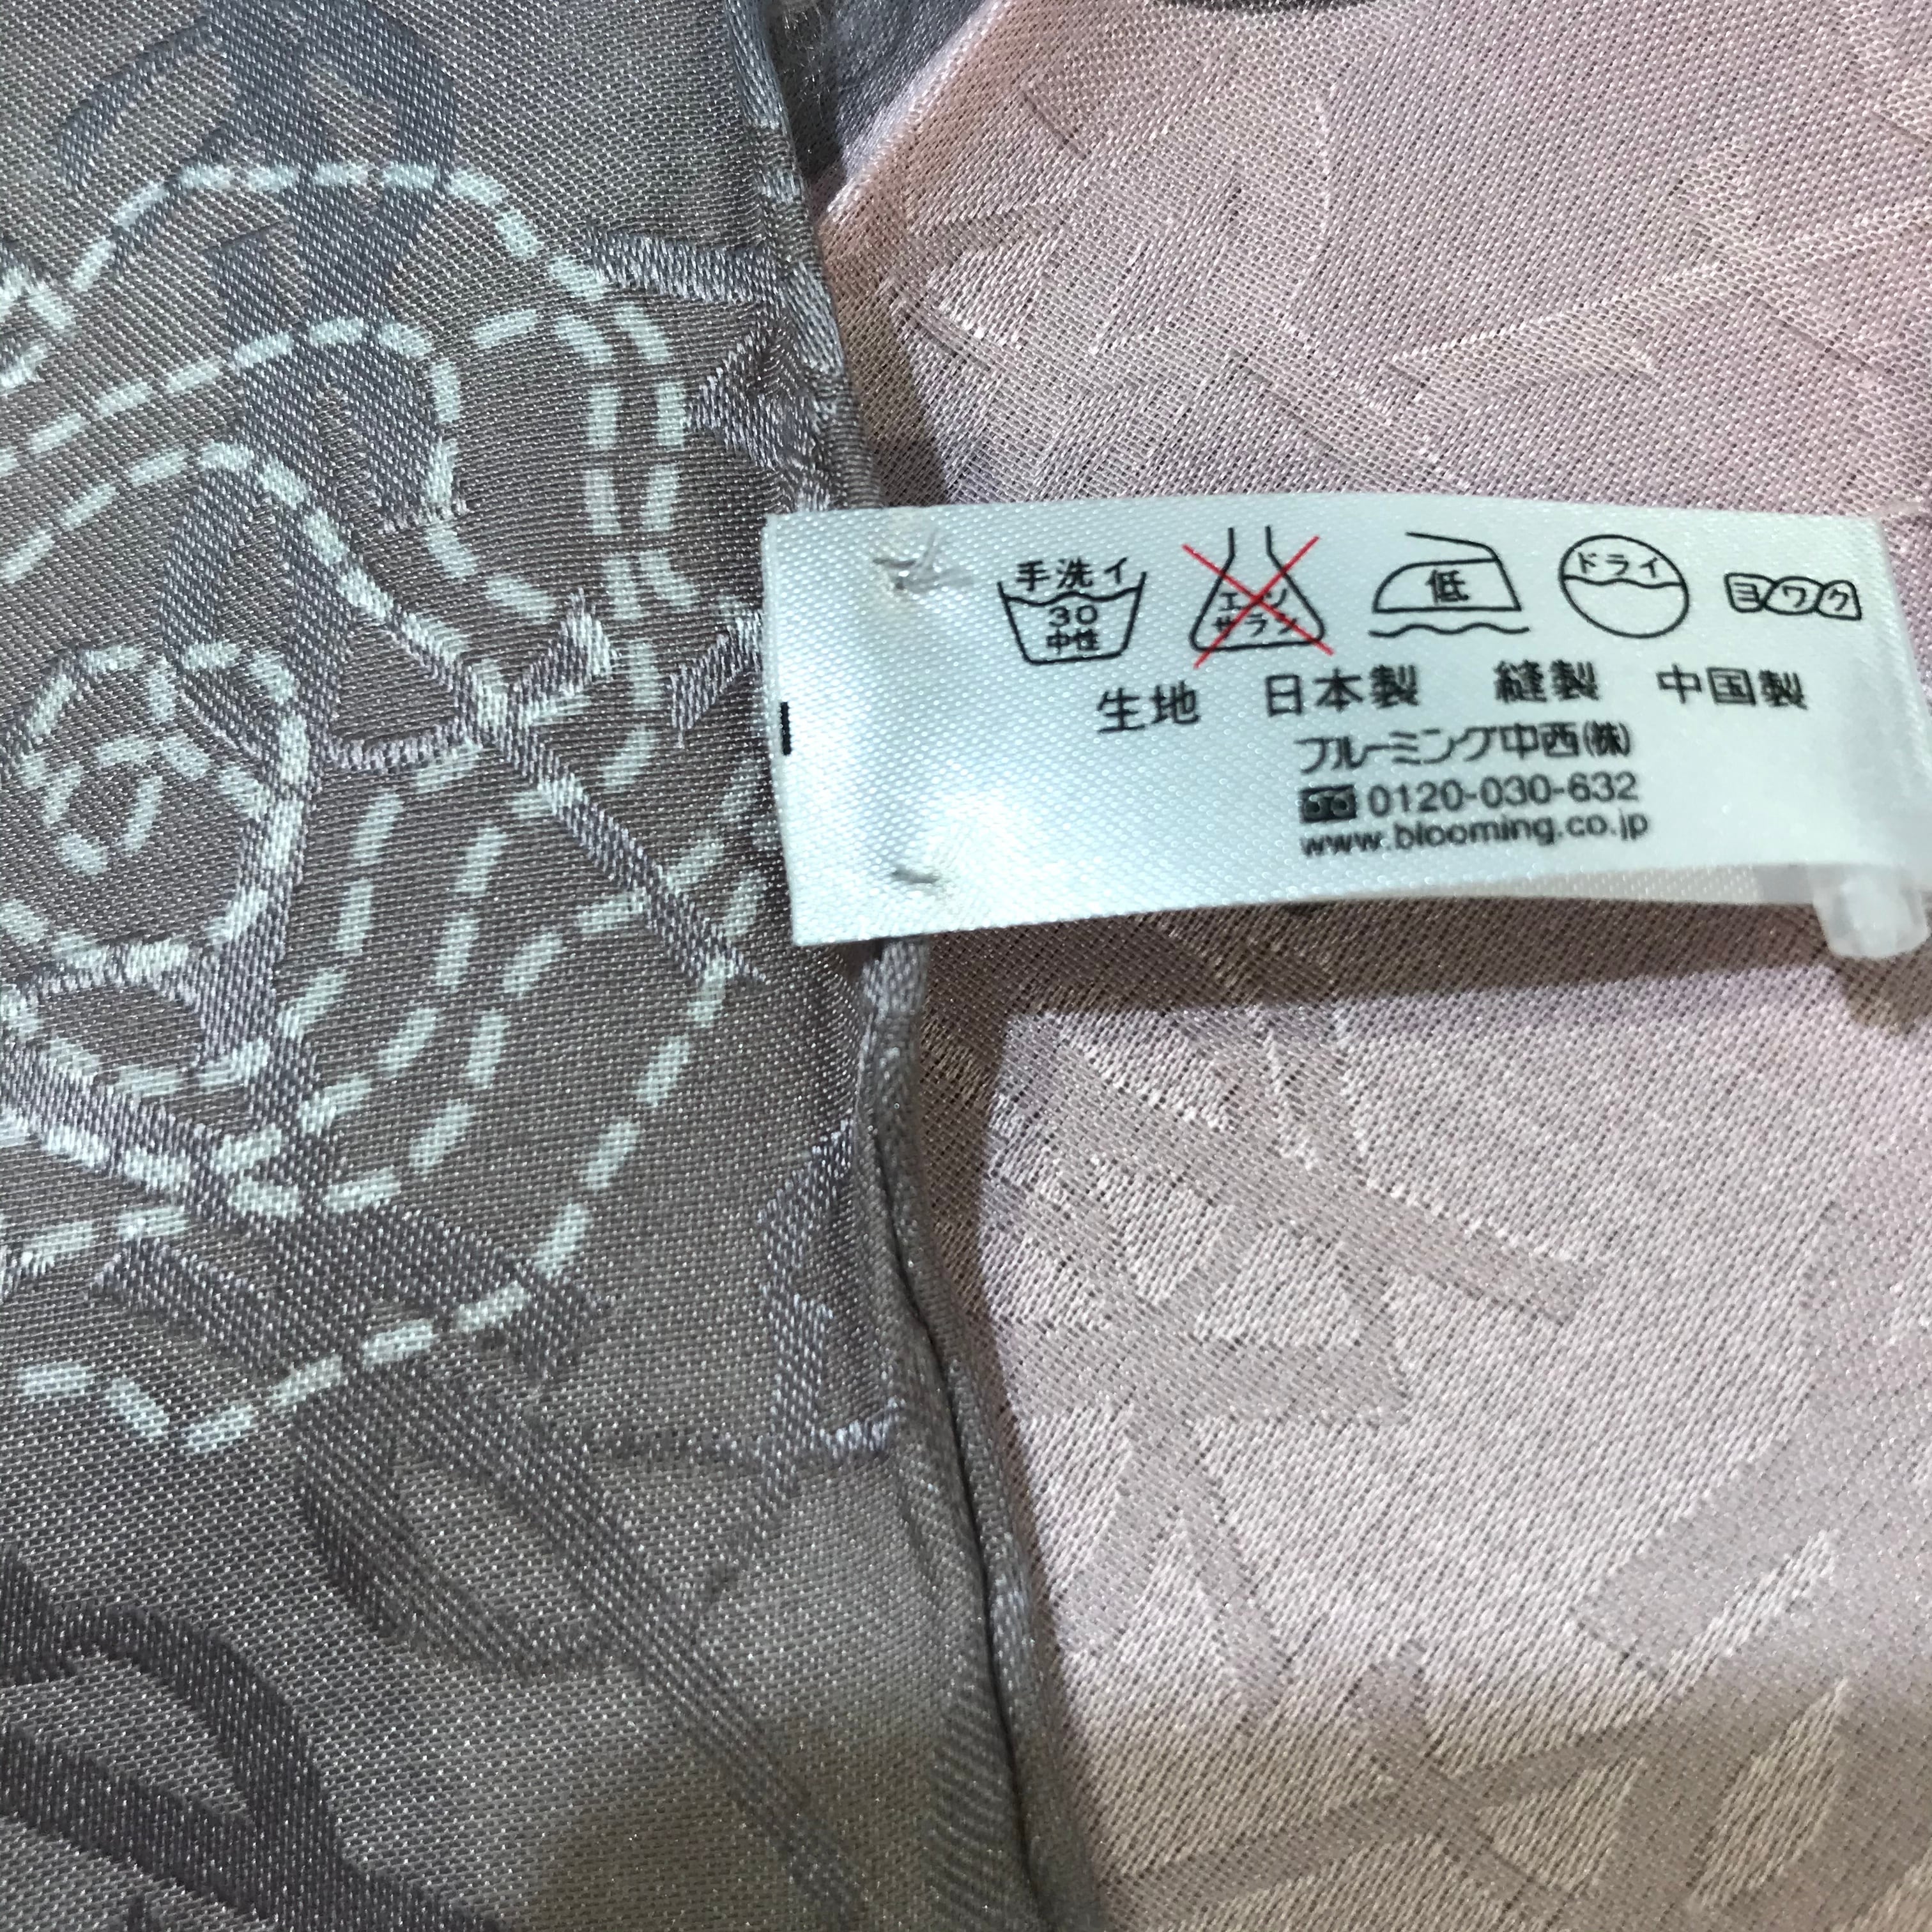 手洗イ 30 中性 エンソ サラシ 低 ドライ ヨワク
生地 日本製 縫製 中国製
ブルーミング中西(株)
0120-030-632
www.blooming.co.jp